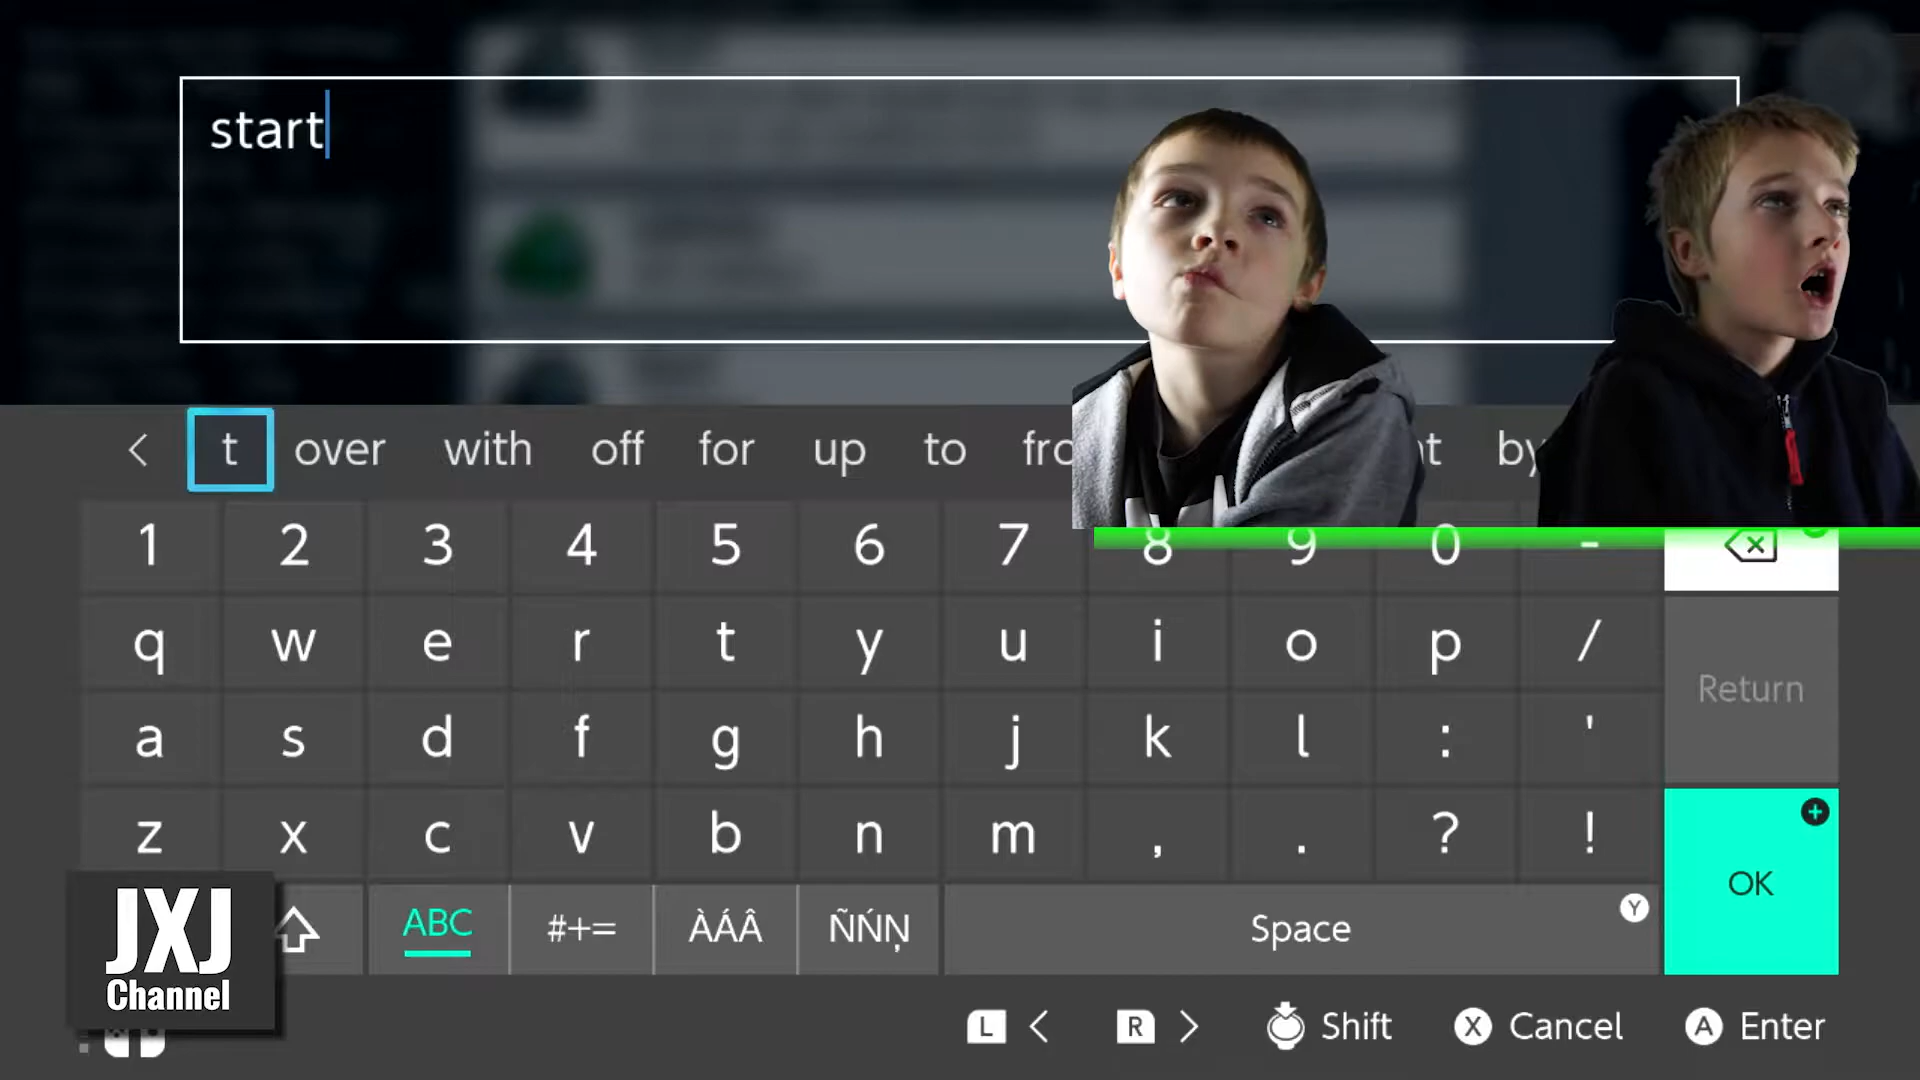 start
< t over with off for up to by
1 2 3 4 5 6 7 8 9 0 -
q w e r t y u i o p /
Return
a s d f g h j k l : '
z x c v b n m , . ? !
OK
ABC #+= ÀÁÂ ÑŃŅ Space Y
JXJ
Channel
L < R > Shift X Cancel A Enter